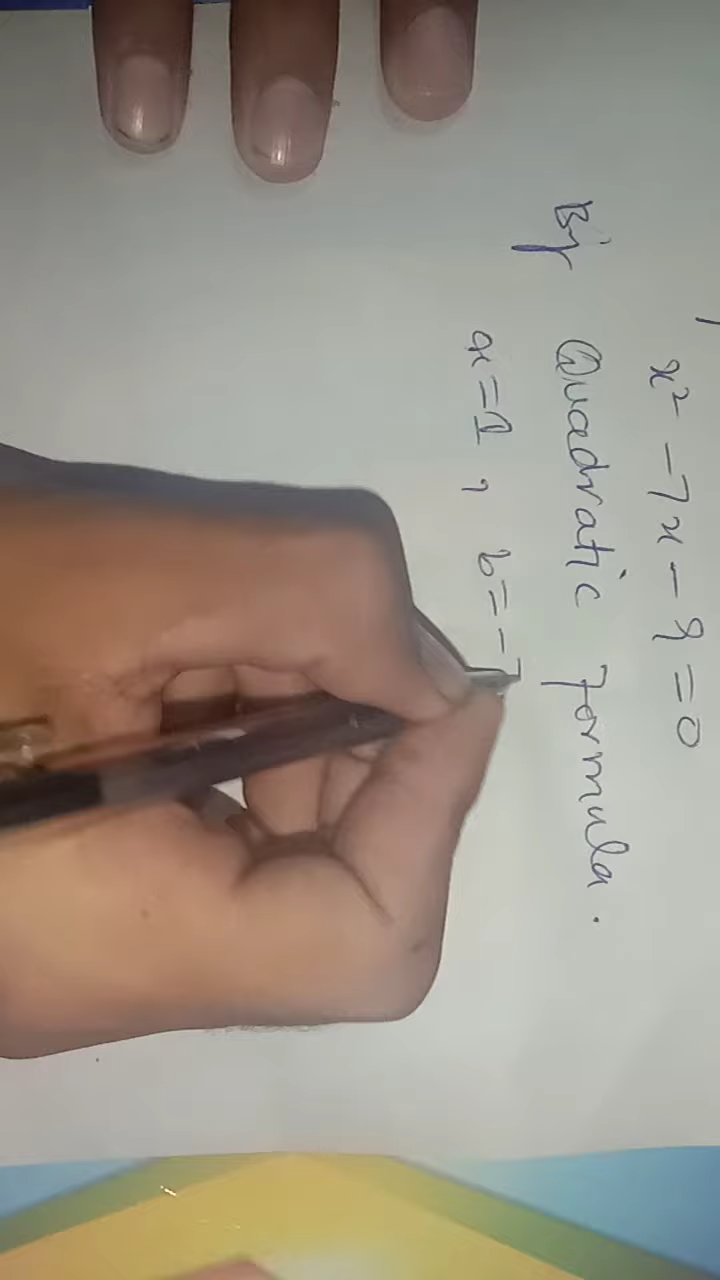 x² - 7x - 8 = 0
By Quadratic Formula.
a = 1, b = -7